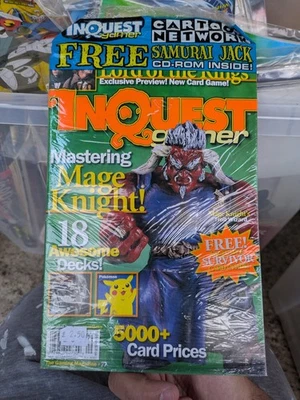 INQUEST
gamer
CARTOON
NETWORK
FREE SAMURAI JACK
CD-ROM INSIDE!
Lord of the Rings
Exclusive Preview! New Card Game!
INQUEST
gamer
Mastering
Mage
Knight!
18
Awesome
Decks!
FREE!
SURVIVOR
Pokémon
5000+
Card Prices